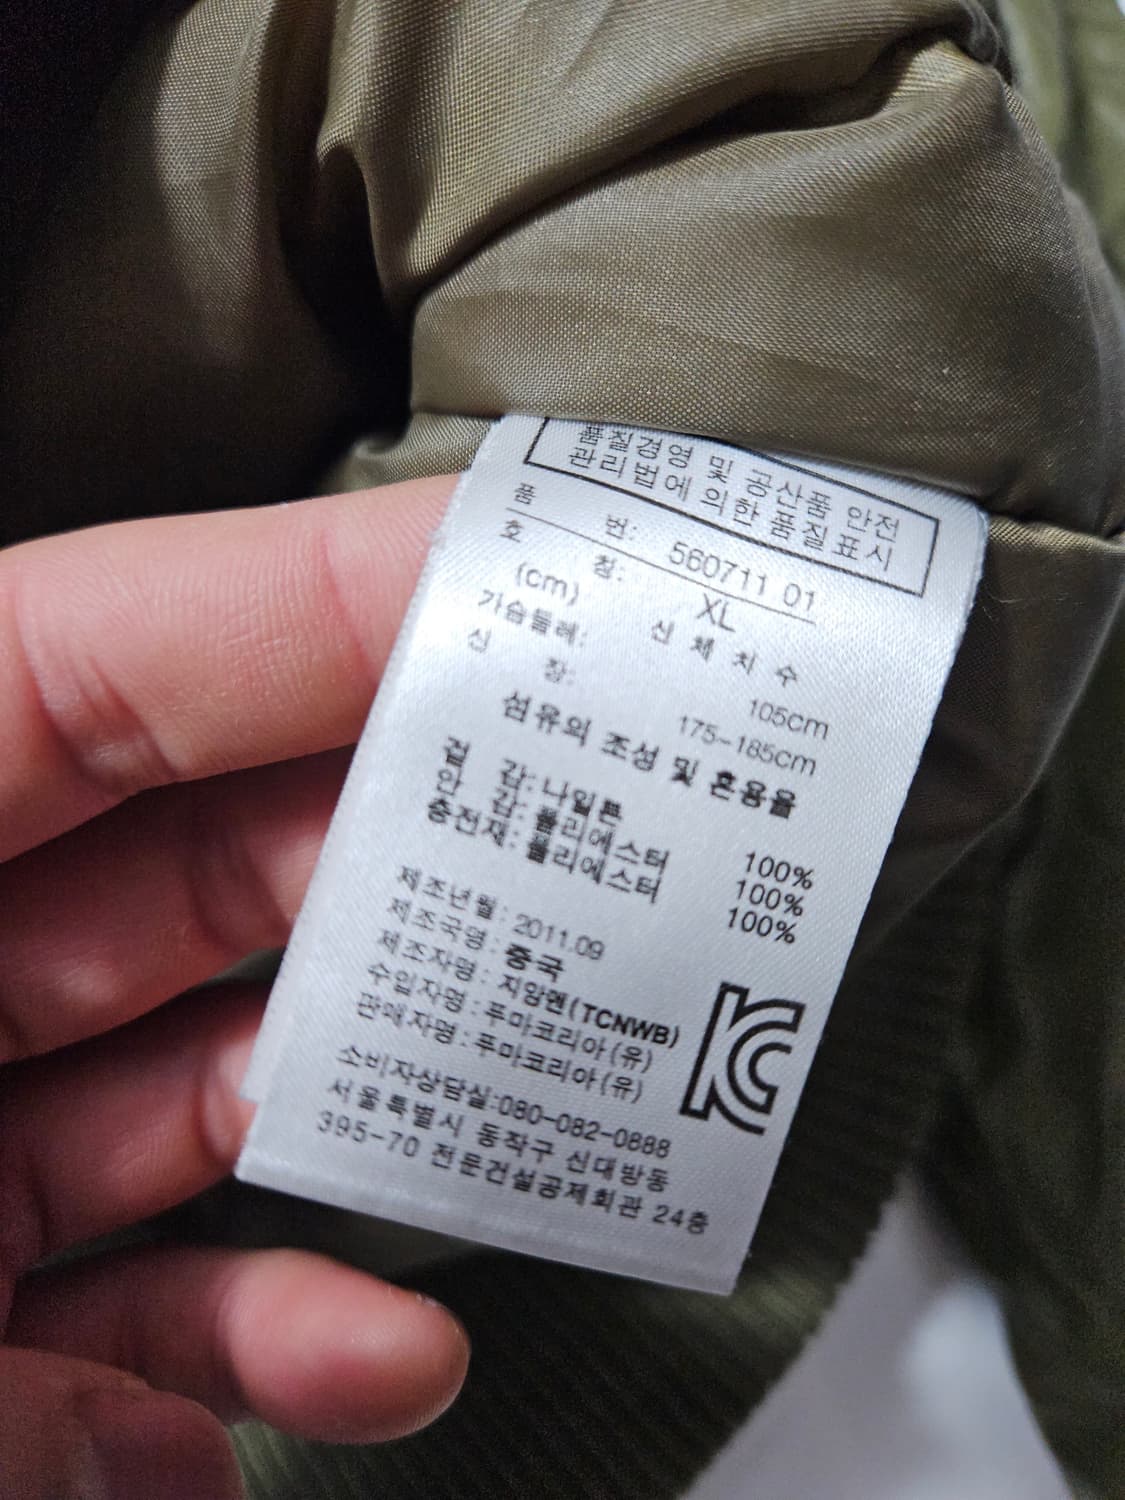 품질경영 및 공산품 안전
관리법에 의한 품질표시
품 번: 560711 01
호 칭: XL
(cm) 신 체 치 수
가슴둘레: 105cm
신 장: 175-185cm
섬유의 조성 및 혼용율
겉 감: 나일론 100%
안 감: 폴리에스터 100%
충전재: 폴리에스터 100%
제조년월: 2011.09
제조국명: 중국
제조자명: 지앙맨(TCNWB)
수입자명: 푸마코리아(유)
판매자명: 푸마코리아(유)
소비자상담실:080-082-0888
서울특별시 동작구 신대방동
395-70 전문건설공제회관 24층
KC